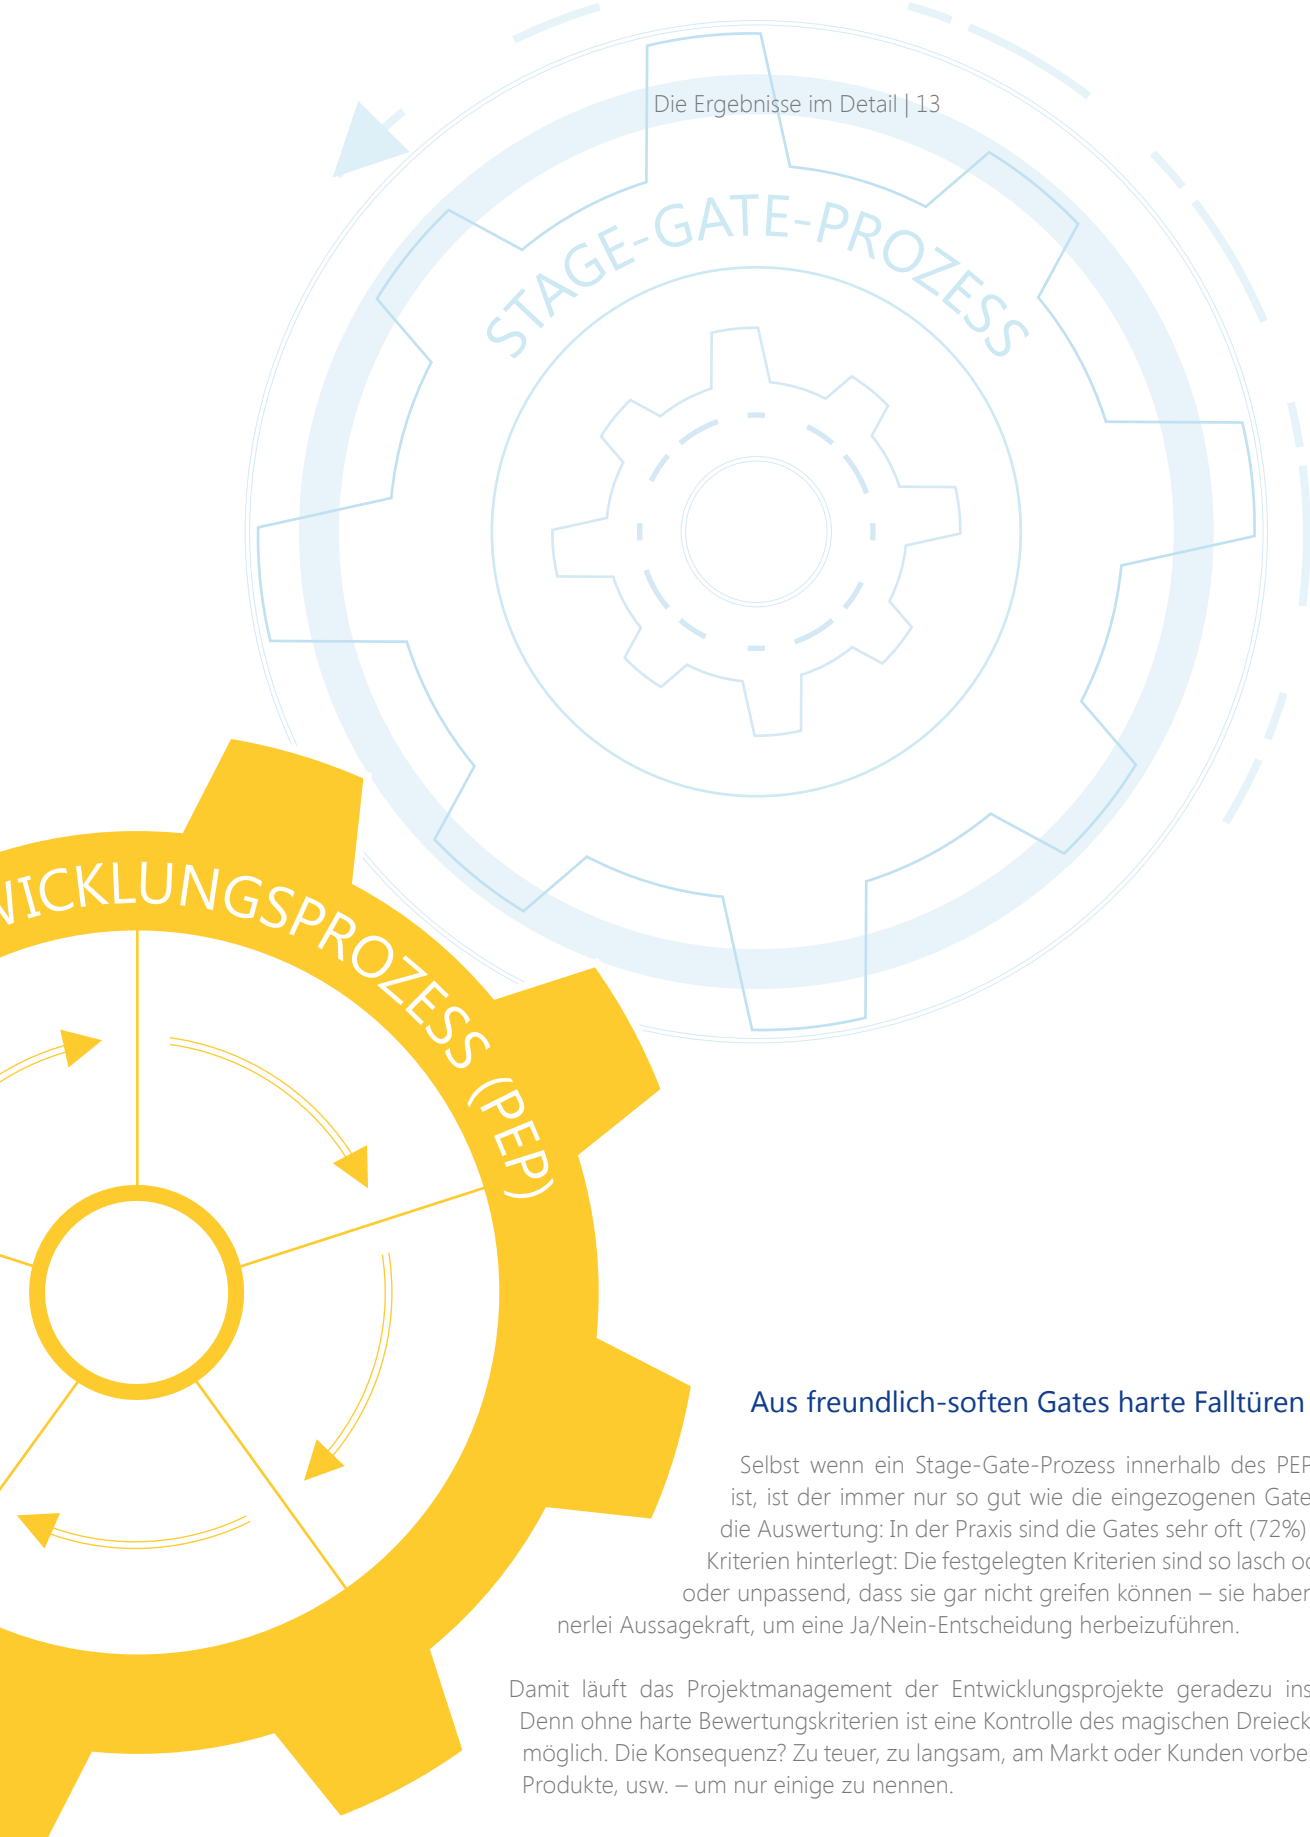 Die Ergebnisse im Detail | 13
STAGE-GATE-PROZESS
WICKLUNGSPROZESS (PEP)
Aus freundlich-soften Gates harte Falltüren
Selbst wenn ein Stage-Gate-Prozess innerhalb des PEP
ist, ist der immer nur so gut wie die eingezogenen Gate
die Auswertung: In der Praxis sind die Gates sehr oft (72%)
Kriterien hinterlegt: Die festgelegten Kriterien sind so lasch od
oder unpassend, dass sie gar nicht greifen können – sie haben
nerlei Aussagekraft, um eine Ja/Nein-Entscheidung herbeizuführen.
Damit läuft das Projektmanagement der Entwicklungsprojekte geradezu ins
Denn ohne harte Bewertungskriterien ist eine Kontrolle des magischen Dreieck
möglich. Die Konsequenz? Zu teuer, zu langsam, am Markt oder Kunden vorbei
Produkte, usw. – um nur einige zu nennen.